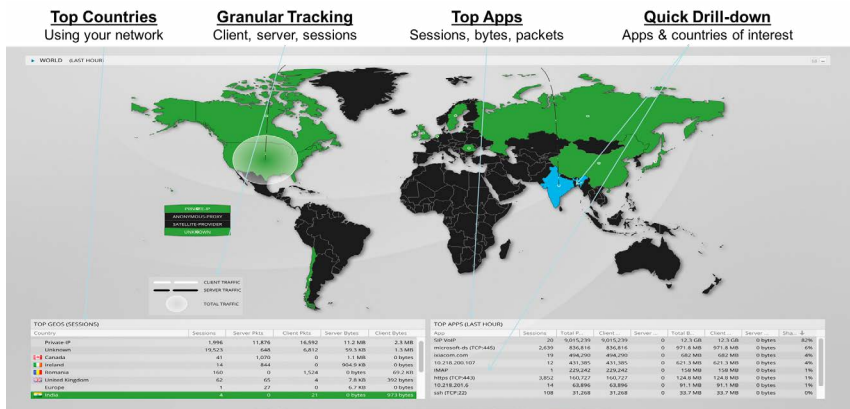 Top Countries
Using your network
Granular Tracking
Client, server, sessions
Top Apps
Sessions, bytes, packets
Quick Drill-down
Apps & countries of interest
WORLD (LAST HOUR)
PRIVATE-IP
ANONYMOUS-PROXY
SATELLITE-PROVIDER
UNKNOWN
CLIENT TRAFFIC
SERVER TRAFFIC
TOTAL TRAFFIC
TOP GEOS (SESSIONS)
Country Sessions Server Pkts Client Pkts Server Bytes Client Bytes
Private-IP 1,996 11,876 16,592 11.2 MB 2.3 MB
Unknown 19,523 648 6,812 59.3 KB 1.3 MB
Canada 41 1,070 0 1.1 MB 0 bytes
Ireland 14 844 0 904.9 KB 0 bytes
Romania 160 0 1,524 0 bytes 69.2 KB
United Kingdom 62 65 4 7.8 KB 392 bytes
Europe 1 27 0 6.7 KB 0 bytes
India 4 0 21 0 bytes 973 bytes
TOP APPS (LAST HOUR)
App Sessions Total P... Client ... Server ... Total B... Client ... Server ... Sha...
SIP VoIP 20 9,015,239 9,015,239 0 12.3 GB 12.3 GB 0 bytes 82%
microsoft-ds (TCP:445) 2,639 836,816 836,816 0 971.8 MB 971.8 MB 0 bytes 6%
ixiacom.com 19 494,290 494,290 0 682 MB 682 MB 0 bytes 4%
10.218.200.107 12 431,385 431,385 0 621.3 MB 621.3 MB 0 bytes 4%
IMAP 1 229,242 229,242 0 158 MB 158 MB 0 bytes 1%
https (TCP:443) 3,852 160,727 160,727 0 124.8 MB 124.8 MB 0 bytes 1%
10.218.201.6 14 63,896 63,896 0 91.1 MB 91.1 MB 0 bytes 1%
ssh (TCP:22) 108 31,268 31,268 0 33.7 MB 33.7 MB 0 bytes 0%